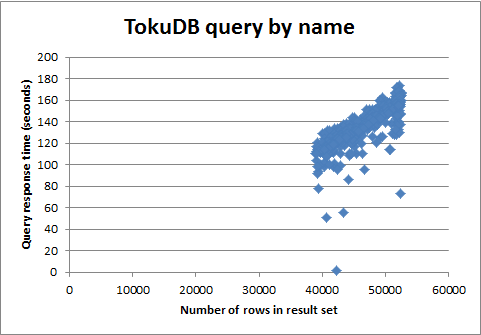 TokuDB query by name
200
180
160
140
120
100
80
60
40
20
0
0 10000 20000 30000 40000 50000 60000
Query response time (seconds)
Number of rows in result set